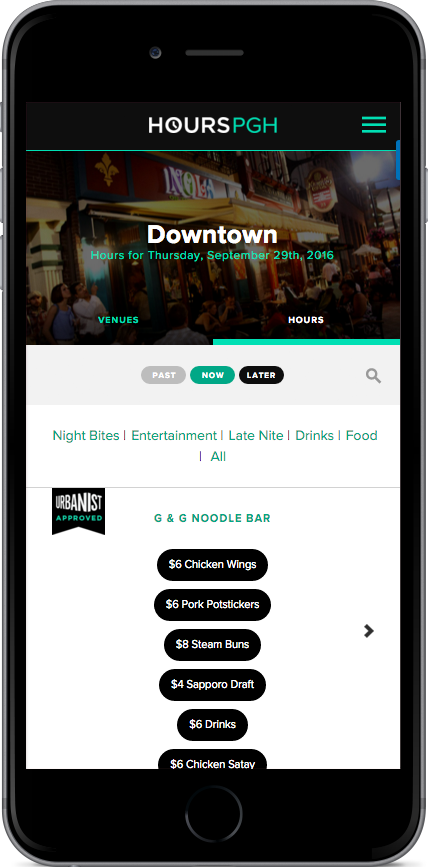 HOURSPGH
NOLA
Downtown
Hours for Thursday, September 29th, 2016
VENUES
HOURS
PAST
NOW
LATER
Night Bites | Entertainment | Late Nite | Drinks | Food
| All
URBANIST
APPROVED
G & G NOODLE BAR
$6 Chicken Wings
$6 Pork Potstickers
$8 Steam Buns
$4 Sapporo Draft
$6 Drinks
$6 Chicken Satay